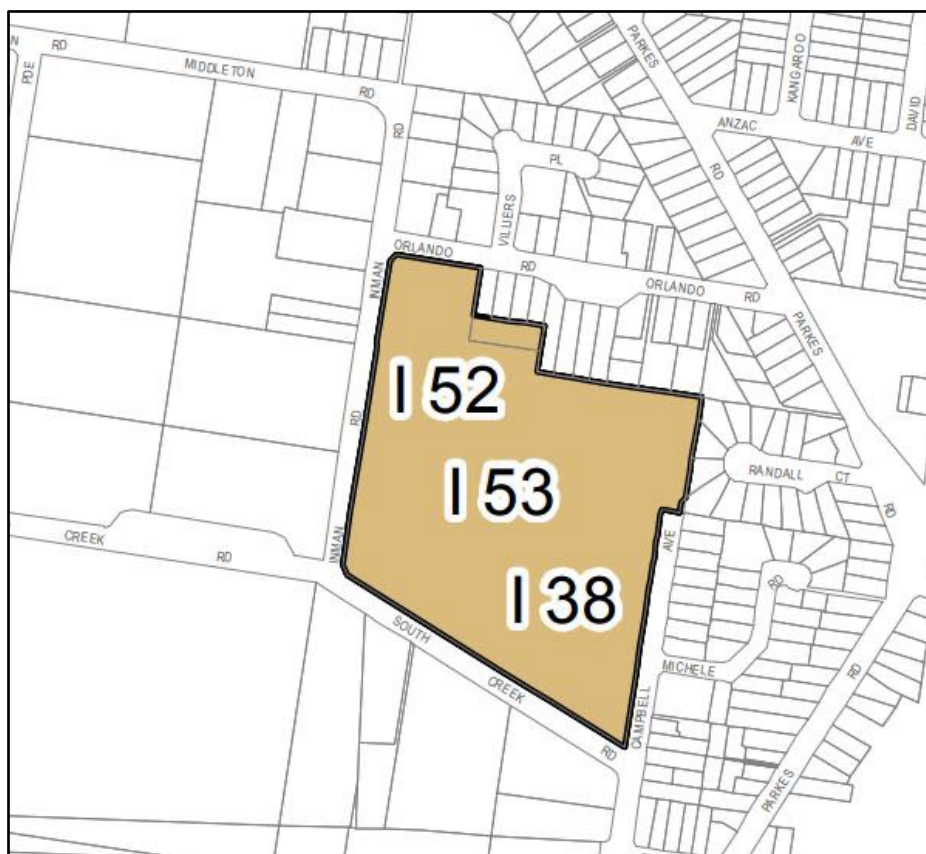 N
RD
PDE
MIDDLETON
RD
RD
PARKES
KANGAROO
DAVID
ANZAC
AVE
RD
PL
VILLIERS
ORLANDO
RD
ORLANDO
RD
INMAN
PARKES
I 52
RD
I 53
RANDALL
CT
RD
CREEK
RD
INMAN
AVE
RD
I 38
SOUTH
CREEK
RD
MICHELE
CAMPBELL
RD
PARKES